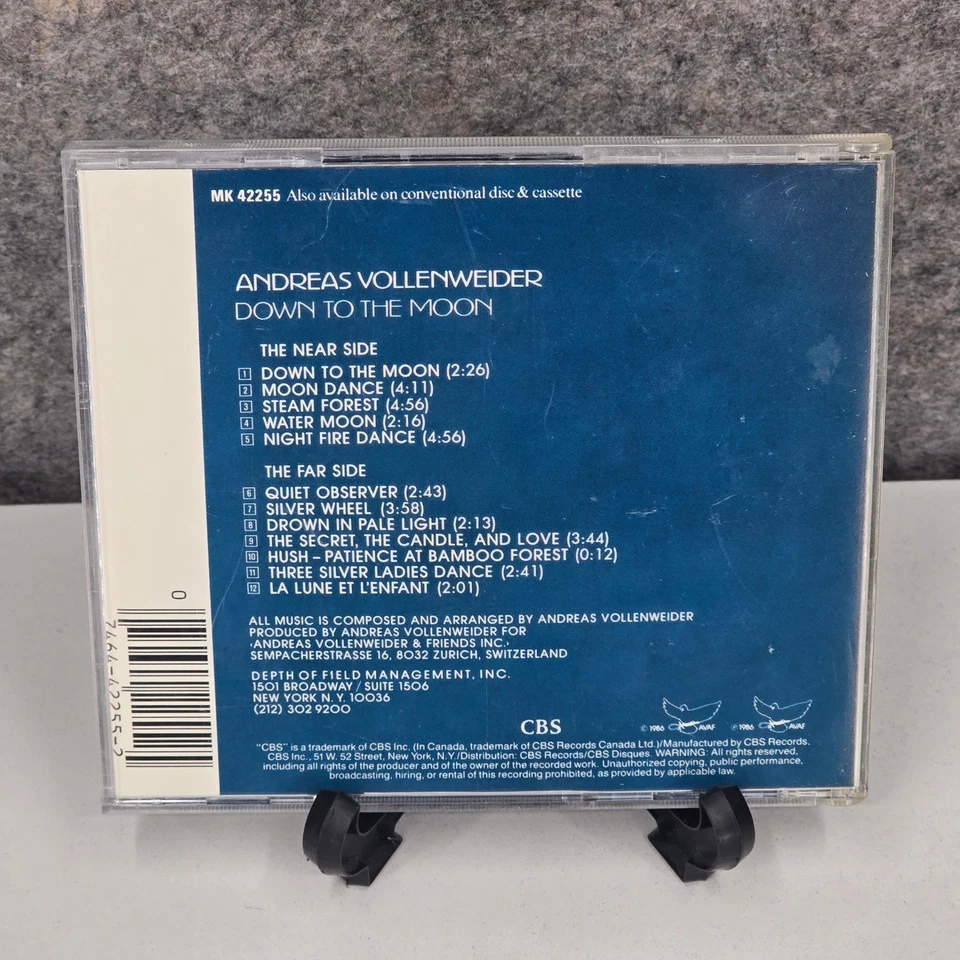 MK 42255 Also available on conventional disc & cassette
ANDREAS VOLLENWEIDER
DOWN TO THE MOON
THE NEAR SIDE
1 DOWN TO THE MOON (2:26)
2 MOON DANCE (4:11)
3 STEAM FOREST (4:56)
4 WATER MOON (2:16)
5 NIGHT FIRE DANCE (4:56)
THE FAR SIDE
6 QUIET OBSERVER (2:43)
7 SILVER WHEEL (3:58)
8 DROWN IN PALE LIGHT (2:13)
9 THE SECRET, THE CANDLE, AND LOVE (3:44)
10 HUSH – PATIENCE AT BAMBOO FOREST (0:12)
11 THREE SILVER LADIES DANCE (2:41)
12 LA LUNE ET L'ENFANT (2:01)
ALL MUSIC IS COMPOSED AND ARRANGED BY ANDREAS VOLLENWEIDER
PRODUCED BY ANDREAS VOLLENWEIDER FOR
'ANDREAS VOLLENWEIDER & FRIENDS INC.'
SEMPACHERSTRASSE 16, 8032 ZURICH, SWITZERLAND
DEPTH OF FIELD MANAGEMENT, INC.
1501 BROADWAY / SUITE 1506
NEW YORK N.Y. 10036
(212) 302 9200
CBS
© 1986 AVAF ℗ 1986 AVAF
"CBS" is a trademark of CBS Inc. (In Canada, trademark of CBS Records Canada Ltd.)/Manufactured by CBS Records,
CBS Inc., 51 W. 52 Street, New York, N.Y./Distribution: CBS Records/CBS Disques. WARNING: All rights reserved,
including all rights of the producer and of the owner of the recorded work. Unauthorized copying, public performance,
broadcasting, hiring, or rental of this recording prohibited, as provided by applicable law.
0
7464-42255-2